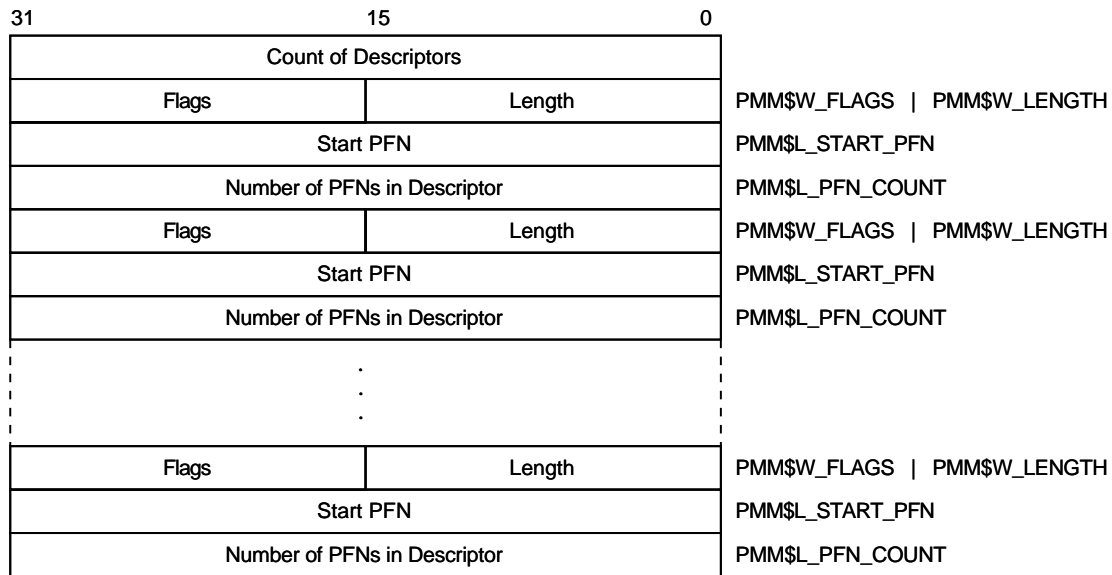 31 15 0
Count of Descriptors
Flags Length PMM$W_FLAGS | PMM$W_LENGTH
Start PFN PMM$L_START_PFN
Number of PFNs in Descriptor PMM$L_PFN_COUNT
Flags Length PMM$W_FLAGS | PMM$W_LENGTH
Start PFN PMM$L_START_PFN
Number of PFNs in Descriptor PMM$L_PFN_COUNT
.
.
.
Flags Length PMM$W_FLAGS | PMM$W_LENGTH
Start PFN PMM$L_START_PFN
Number of PFNs in Descriptor PMM$L_PFN_COUNT